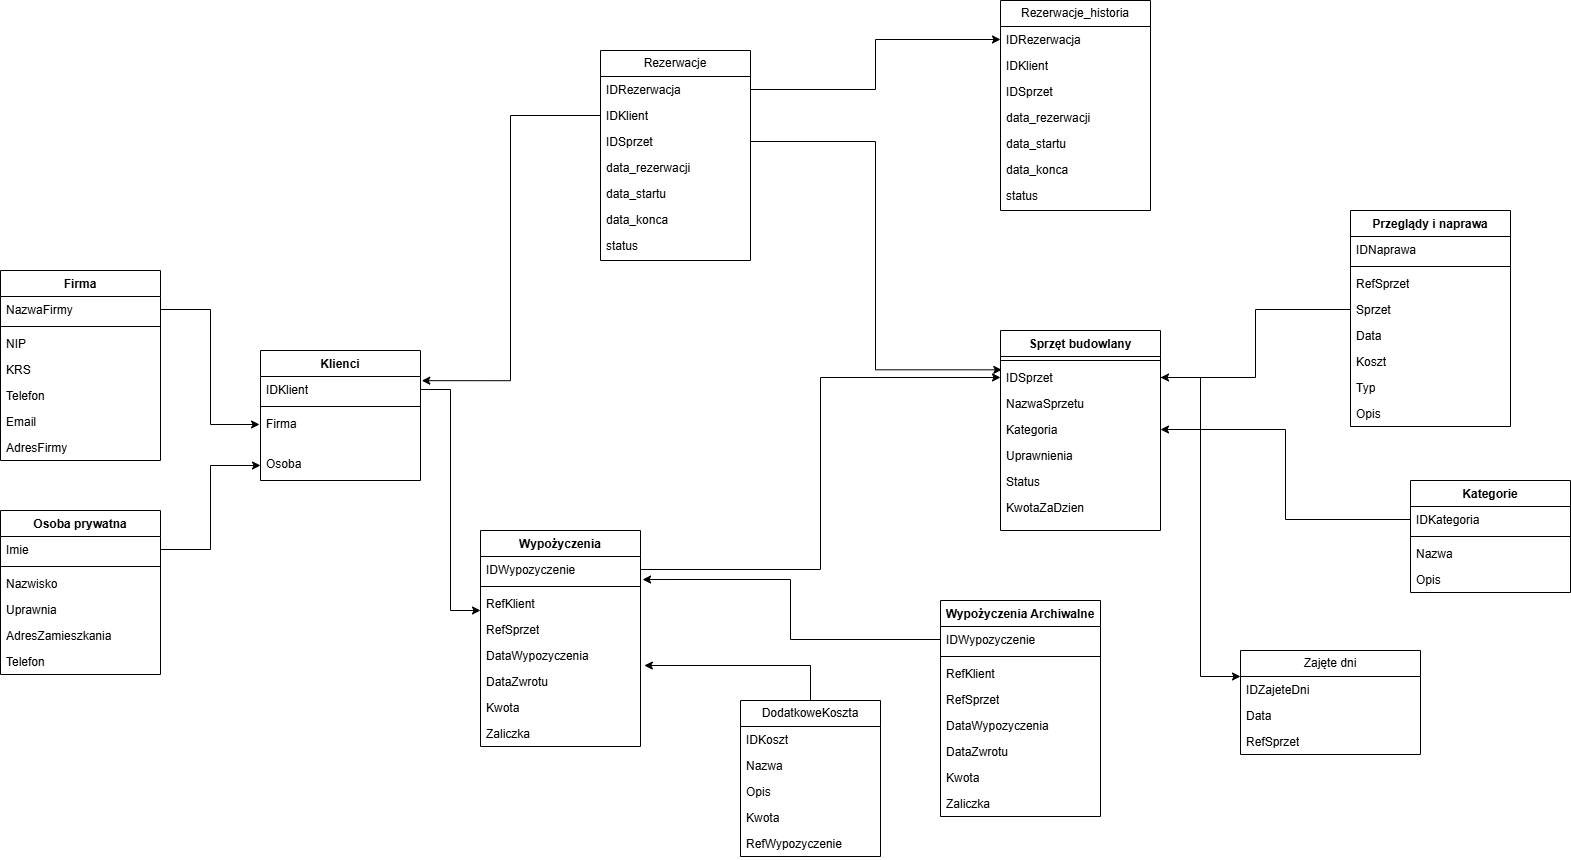 Rezerwacje_historia
IDRezerwacja
IDKlient
IDSprzet
data_rezerwacji
data_startu
data_konca
status
Rezerwacje
IDRezerwacja
IDKlient
IDSprzet
data_rezerwacji
data_startu
data_konca
status
Przeglądy i naprawa
IDNaprawa
RefSprzet
Sprzet
Data
Koszt
Typ
Opis
Firma
NazwaFirmy
NIP
KRS
Telefon
Email
AdresFirmy
Klienci
IDKlient
Firma
Osoba
Sprzęt budowlany
IDSprzet
NazwaSprzetu
Kategoria
Uprawnienia
Status
KwotaZaDzien
Kategorie
IDKategoria
Nazwa
Opis
Osoba prywatna
Imie
Nazwisko
Uprawnia
AdresZamieszkania
Telefon
Wypożyczenia
IDWypozyczenie
RefKlient
RefSprzet
DataWypozyczenia
DataZwrotu
Kwota
Zaliczka
Wypożyczenia Archiwalne
IDWypozyczenie
RefKlient
RefSprzet
DataWypozyczenia
DataZwrotu
Kwota
Zaliczka
Zajęte dni
IDZajeteDni
Data
RefSprzet
DodatkoweKoszta
IDKoszt
Nazwa
Opis
Kwota
RefWypozyczenie